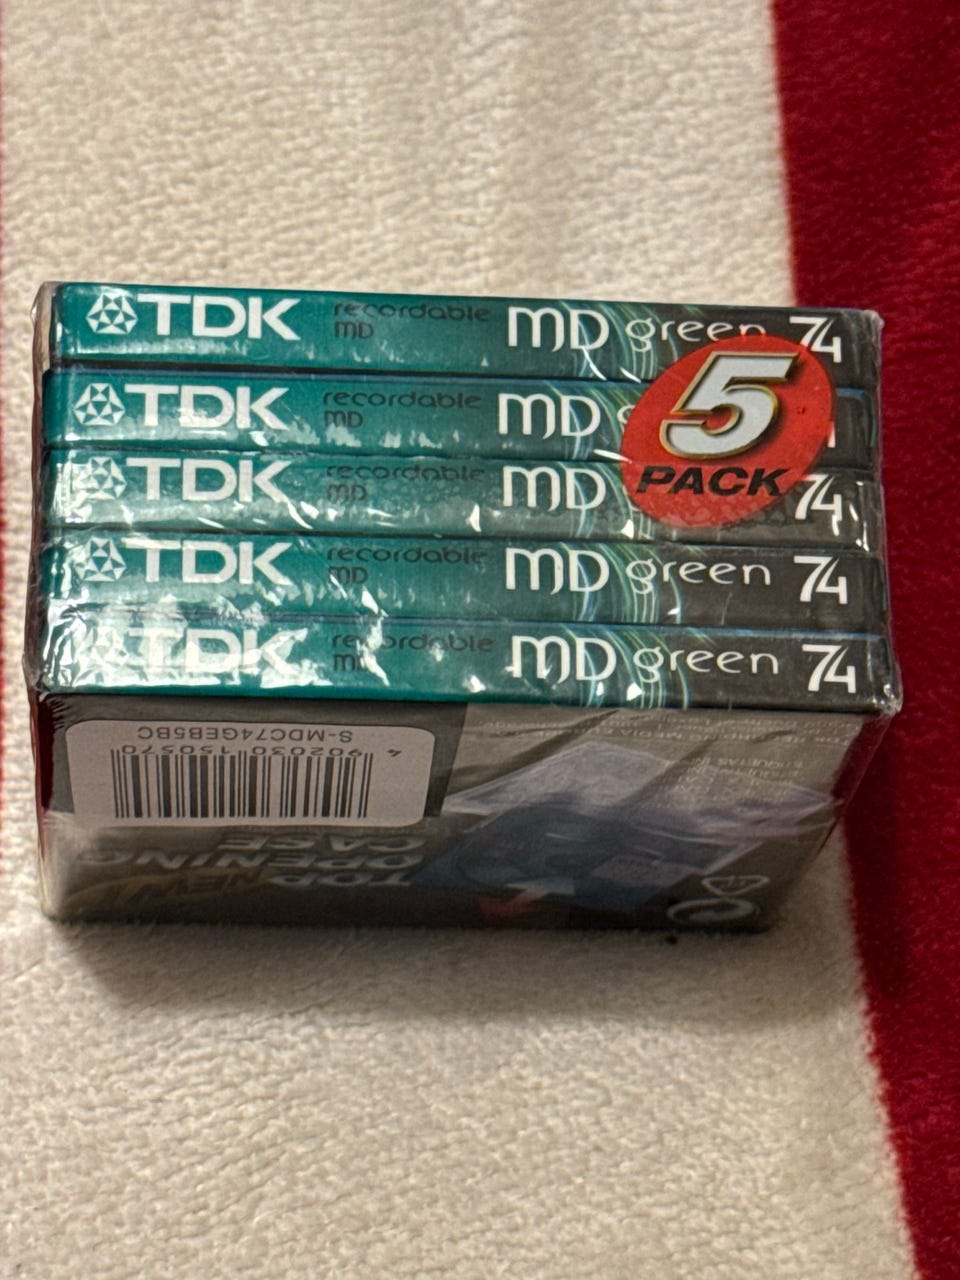 TDK recordable MD MD green 74
TDK recordable MD MD
TDK recordable MD MD 74
TDK recordable MD MD green 74
TDK recordable MD MD green 74
5
PACK
S-MDC74GEB5BC
4 902030 150570
NEW!
TOP
OPENING
CASE